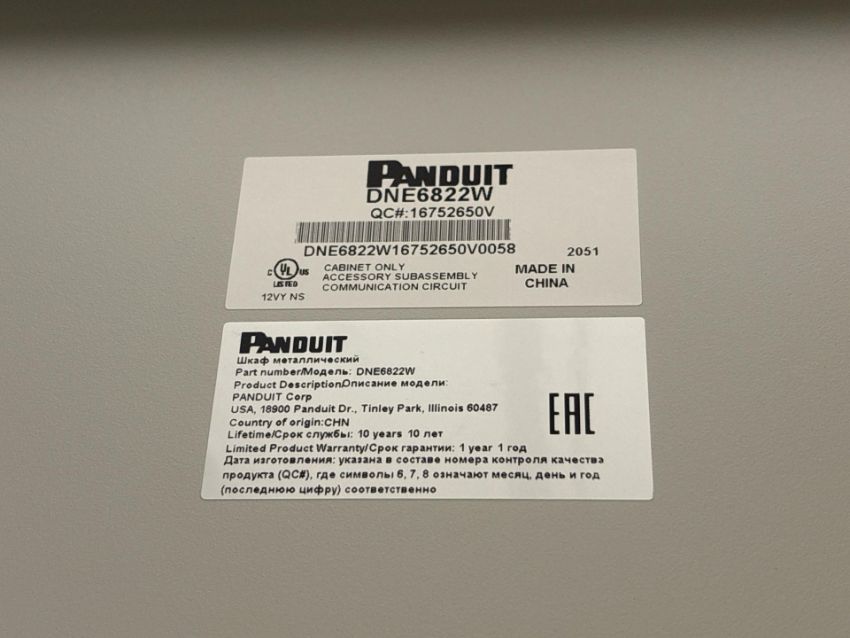 PANDUIT
DNE6822W
QC#:16752650V
DNE6822W16752650V0058
2051
C UL US
LISTED
12VY NS
CABINET ONLY
ACCESSORY SUBASSEMBLY
COMMUNICATION CIRCUIT
MADE IN
CHINA
PANDUIT
Шкаф металлический
Part number/Модель: DNE6822W
Product Description/Описание модели:
PANDUIT Corp
USA, 18900 Panduit Dr., Tinley Park, Illinois 60487
Country of origin:CHN
Lifetime/Срок службы: 10 years 10 лет
Limited Product Warranty/Срок гарантии: 1 year 1 год
Дата изготовления: указана в составе номера контроля качества
продукта (QC#), где символы 6, 7, 8 означают месяц, день и год
(последнюю цифру) соответственно
EAC